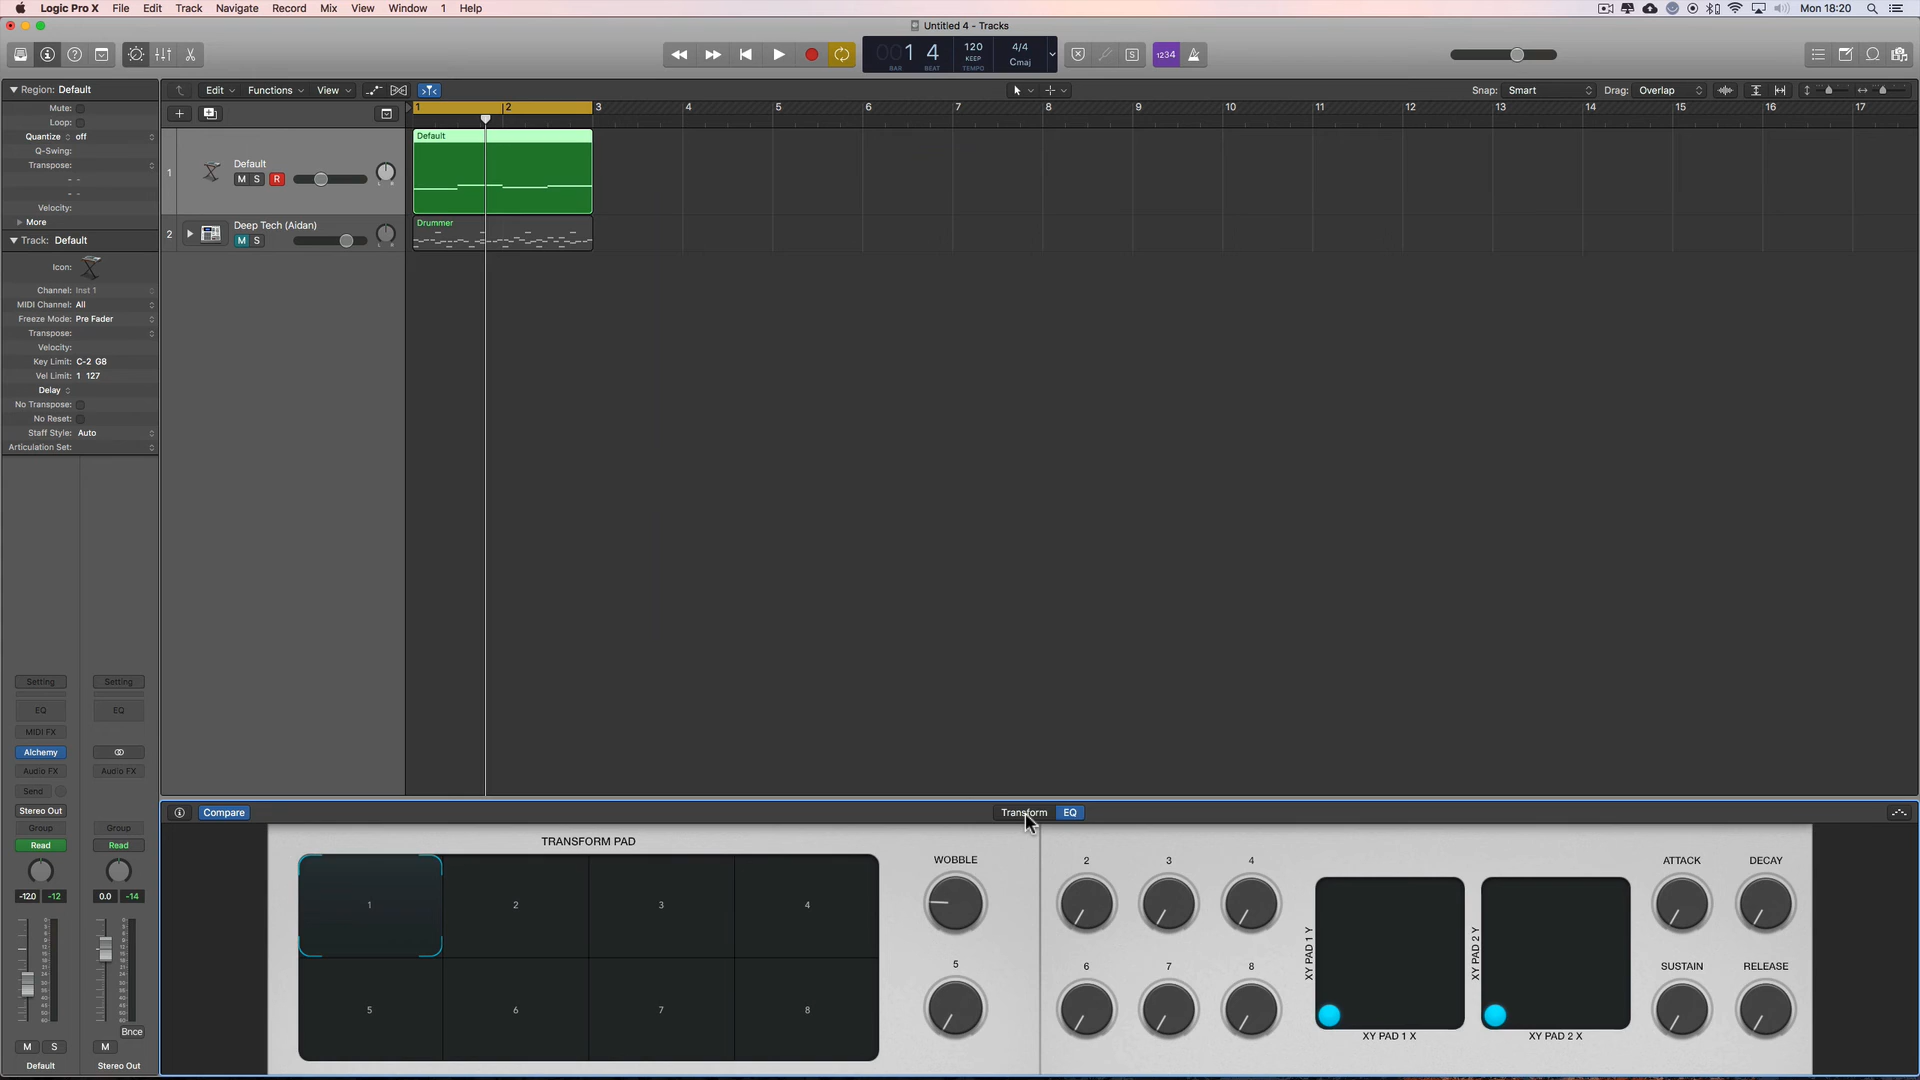 Logic Pro X File Edit Track Navigate Record Mix View Window 1 Help
Mon 18:20
Untitled 4 - Tracks
1 4
BAR BEAT
120
KEEP
TEMPO
4/4
Cmaj
1234
Region: Default
Mute:
Loop:
Quantize off
Q-Swing:
Transpose:
Velocity:
More
Track: Default
Icon:
Channel: Inst 1
MIDI Channel: All
Freeze Mode: Pre Fader
Transpose:
Velocity:
Key Limit: C-2 G8
Vel Limit: 1 127
Delay
No Transpose:
No Reset:
Staff Style: Auto
Articulation Set:
Edit Functions View
Snap: Smart
Drag: Overlap
1 2 3 4 5 6 7 8 9 10 11 12 13 14 15 16 17
1
Default
M S R
L R
2
Deep Tech (Aidan)
M S
Default
Drummer
Setting Setting
EQ EQ
MIDI FX
Alchemy
Audio FX Audio FX
Send
Stereo Out
Group Group
Read Read
-12.0 -12 0.0 -14
Bnce
M S M
Default Stereo Out
Compare
Transform EQ
TRANSFORM PAD
1 2 3 4
5 6 7 8
WOBBLE
5
2 3 4
6 7 8
XY PAD 1 Y
XY PAD 1 X
XY PAD 2 Y
XY PAD 2 X
ATTACK DECAY
SUSTAIN RELEASE